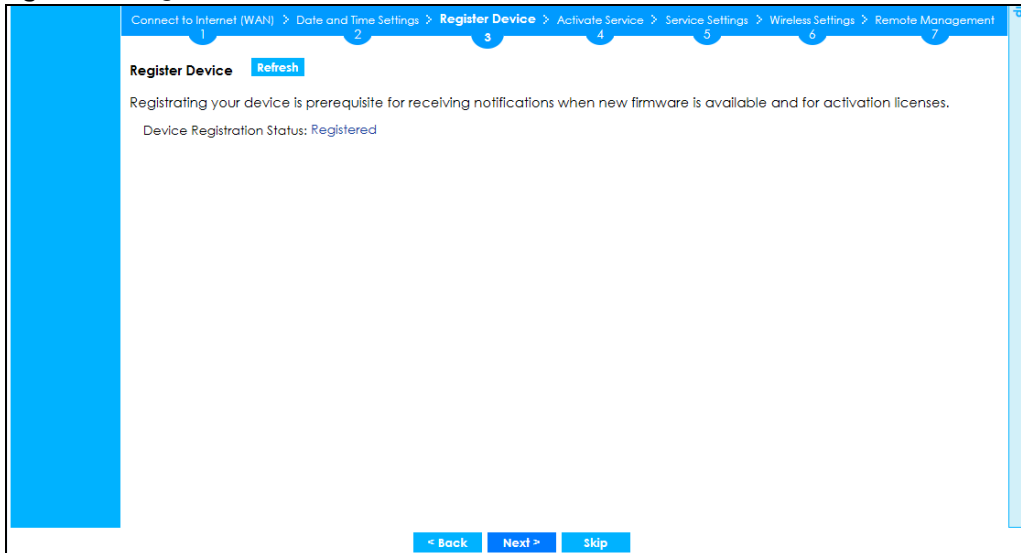 Connect to Internet (WAN) > Date and Time Settings > Register Device > Activate Service > Service Settings > Wireless Settings > Remote Management
1 2 3 4 5 6 7
Register Device Refresh
Registrating your device is prerequisite for receiving notifications when new firmware is available and for activation licenses.
Device Registration Status: Registered
< Back Next > Skip